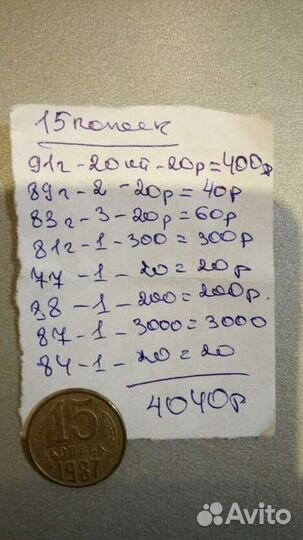 15 копеек
91г-20шт-20р=400р
89г-2-20р=40р
83г-3-20р=60р
81г-1-300=300р
77-1-20=20р
78-1-200=200р.
87-1-3000=3000
84-1-20=20
4040р
15
КОПЕЕК
1987
Avito